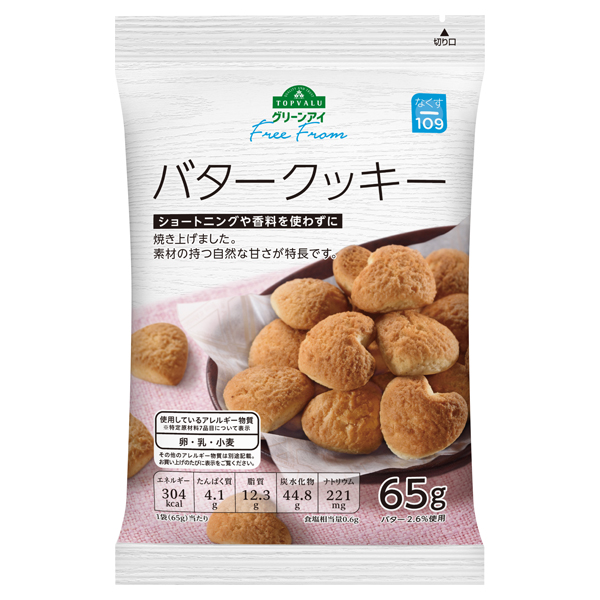 ▲
切り口
TOPVALU
グリーンアイ
Free From
なくす
109
バタークッキー
ショートニングや香料を使わずに
焼き上げました。
素材の持つ自然な甘さが特長です。
使用しているアレルギー物質
※特定原材料7品目について表示
卵・乳・小麦
その他のアレルギー物質は別途記載。
お買い上げのたびに表示をご覧ください。
エネルギー たんぱく質 脂質 炭水化物 ナトリウム
304 4.1 12.3 44.8 221
kcal g g g mg
1袋(65g)当たり 食塩相当量0.6g
65g
バター2.6%使用